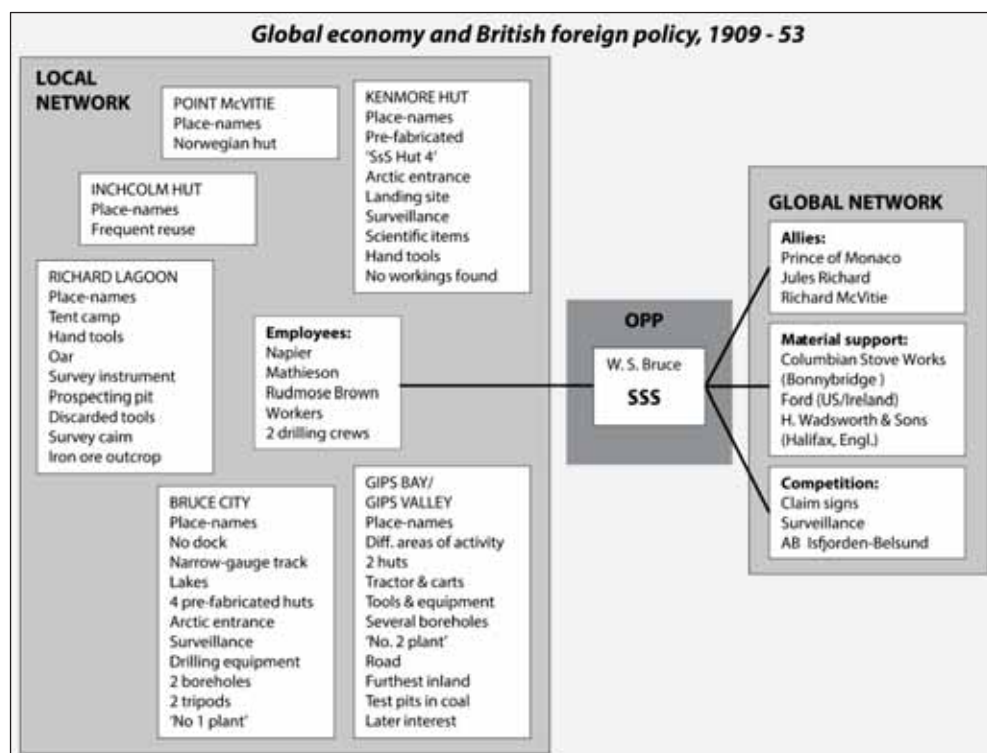 Global economy and British foreign policy, 1909 - 53
LOCAL
NETWORK
POINT McVITIE
Place-names
Norwegian hut
KENMORE HUT
Place-names
Pre-fabricated
'SsS Hut 4'
Arctic entrance
Landing site
Surveillance
Scientific items
Hand tools
No workings found
INCHCOLM HUT
Place-names
Frequent reuse
RICHARD LAGOON
Place-names
Tent camp
Hand tools
Oar
Survey instrument
Prospecting pit
Discarded tools
Survey cairn
Iron ore outcrop
Employees:
Napier
Mathieson
Rudmose Brown
Workers
2 drilling crews
BRUCE CITY
Place-names
No dock
Narrow-gauge track
Lakes
4 pre-fabricated huts
Arctic entrance
Surveillance
Drilling equipment
2 boreholes
2 tripods
'No 1 plant'
GIPS BAY/
GIPS VALLEY
Place-names
Diff. areas of activity
2 huts
Tractor & carts
Tools & equipment
Several boreholes
'No. 2 plant'
Road
Furthest inland
Test pits in coal
Later interest
OPP
W. S. Bruce
SSS
GLOBAL NETWORK
Allies:
Prince of Monaco
Jules Richard
Richard McVitie
Material support:
Columbian Stove Works
(Bonnybridge )
Ford (US/Ireland)
H. Wadsworth & Sons
(Halifax, Engl.)
Competition:
Claim signs
Surveillance
AB Isfjorden-Belsund